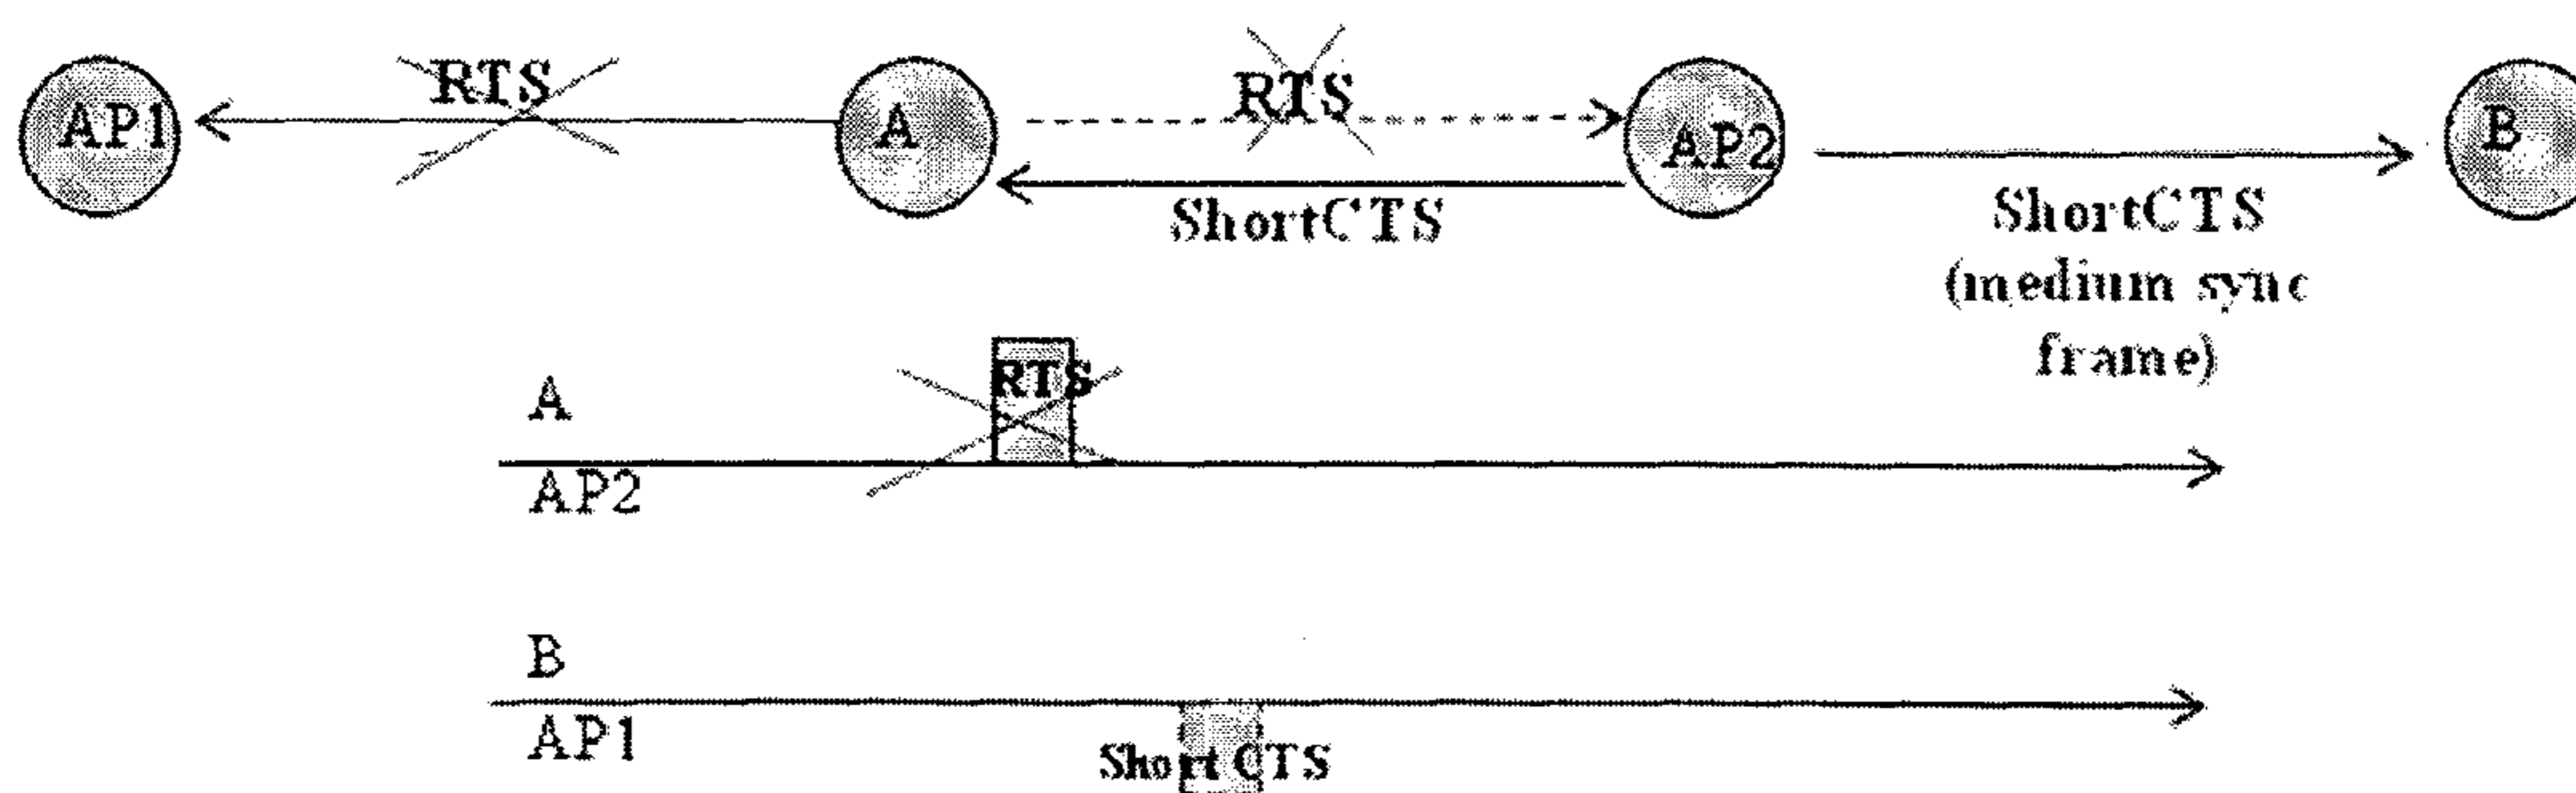 AP1
RTS
A
RTS
AP2
B
ShortCTS
ShortCTS
(medium sync
frame)
RTS
A
AP2
B
AP1
Short CTS